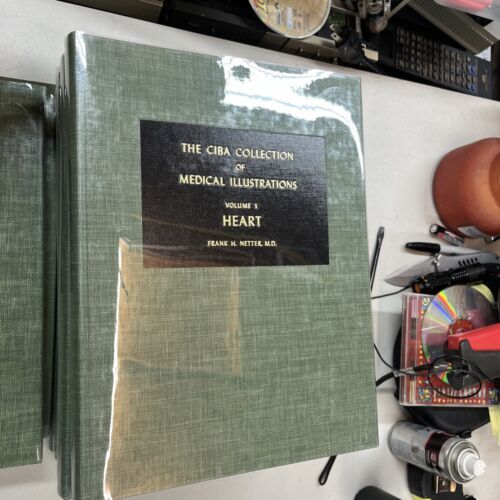 THE CIBA COLLECTION
OF
MEDICAL ILLUSTRATIONS
VOLUME 5
HEART
FRANK H. NETTER, M.D.